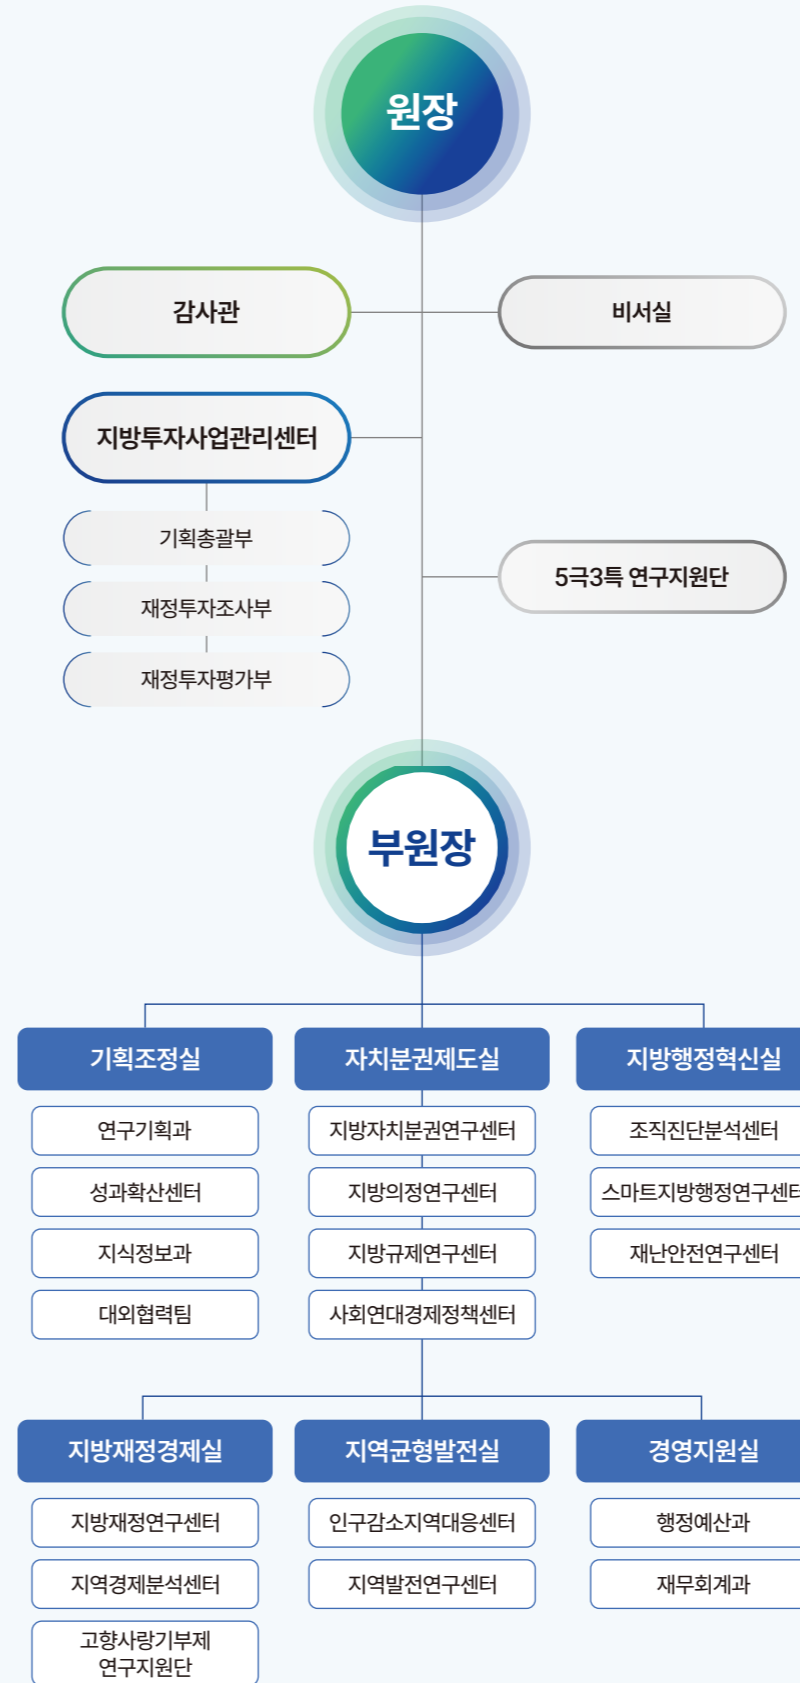 원장
감사관
비서실
지방투자사업관리센터
기획총괄부
재정투자조사부
재정투자평가부
5극3특 연구지원단
부원장
기획조정실
연구기획과
성과확산센터
지식정보과
대외협력팀
자치분권제도실
지방자치분권연구센터
지방의정연구센터
지방규제연구센터
사회연대경제정책센터
지방행정혁신실
조직진단분석센터
스마트지방행정연구센터
재난안전연구센터
지방재정경제실
지방재정연구센터
지역경제분석센터
고향사랑기부제
연구지원단
지역균형발전실
인구감소지역대응센터
지역발전연구센터
경영지원실
행정예산과
재무회계과